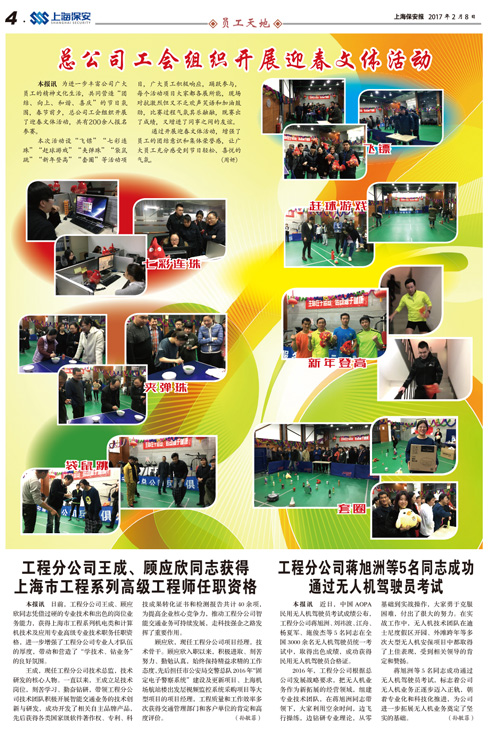 4
上海保安
SHANGHAI SECURITY
员工天地
上海保安报 2017 年 2 月 8 日
总公司工会组织开展迎春文体活动
本报讯 为进一步丰富公司广大
员工的精神文化生活，共同营造“团
结、向上、和谐、喜庆”的节日氛
围，春节前夕，总公司工会组织开展
了迎春文体活动，共有200余人报名
参赛。
本次活动设“飞镖”“七彩连
珠”“赶球游戏”“夹弹珠”“袋鼠
跳”“新年登高”“套圈”等活动项
目，广大员工积极响应，踊跃参与，
每个活动项目大家都各展所能，现场
对抗激烈但又不乏欢声笑语和加油鼓
劲，比赛过程气氛其乐融融，既赛出
了成绩，又增进了同事之间的友谊。
通过开展迎春文体活动，增强了
员工的团结意识和集体荣誉感，让广
大员工充分感受到节日轻松、喜悦的
气氛。
飞镖
赶球游戏
七彩连珠
新年登高
夹弹珠
袋鼠跳
套圈
工程分公司王成、顾应欣同志获得
上海市工程系列高级工程师任职资格
本报讯 日前，工程分公司王成、顾应
欣同志凭借过硬的专业技术和出色的岗位业
务能力，获得上海市工程系列机电类和计算
机技术及应用专业高级专业技术职务任职资
格，进一步增强了工程分公司专业人才队伍
的厚度，带动和营造了“学技术、钻业务”
的良好氛围。
王成，现任工程分公司技术总监，技术
研发的核心人物。一直以来，王成立足技术
岗位，刻苦学习、勤奋钻研，带领工程分公
司技术团队积极开展智能交通业务的技术创
新与研发，成功开发了相关自主品牌产品，
先后获得各类国家级软件著作权、专利、科
技成果转化证书和检测报告共计40余项，
为提高企业核心竞争力，推动工程分公司智
能交通业务可持续发展、走科技强企之路发
挥了重要作用。
顾应欣，现任工程分公司项目经理，技
术骨干。顾应欣入职以来，积极进取、刻苦
努力、勤勉认真，始终保持精益求精的工作
态度，先后担任市公安局交警总队2016年“固
定电子警察系统”建设及更新项目、上海机
场航站楼出发层视频监控系统采购项目等大
型项目的项目经理，工程质量和工作效率多
次获得交通管理部门和客户单位的肯定和高
度评价。
（孙敏菲）
工程分公司蒋旭洲等5名同志成功
通过无人机驾驶员考试
本报讯 近日，中国AOPA
民用无人机驾驶员考试成绩公布，
工程分公司蒋旭洲、刘祎波、江舟、
杨夏军、施俊杰等5名同志在全
国3000余名无人机驾驶员统一考
试中，取得出色成绩，成功获得
民用无人机驾驶员合格证。
2016年，工程分公司根据总
公司发展战略要求，把无人机业
务作为新拓展的经营领域，组建
专业技术团队。在蒋旭洲同志带
领下，大家利用空余时间，边飞
行操练、边钻研专业理论，从零
基础到实践操作，大家勇于克服
困难，付出了很大的努力。在实
战工作中，无人机技术团队在迪
士尼度假区开园、外滩跨年等多
次大型无人机安保项目中都取得
了上佳表现，受到相关领导的肯
定和赞扬。
蒋旭洲等5名同志成功通过
无人机驾驶员考试，标志着公司
无人机业务正逐步迈入正轨，朝
着专业化和科技化推进，为公司
进一步拓展无人机业务奠定了坚
实的基础。
（孙敏菲）